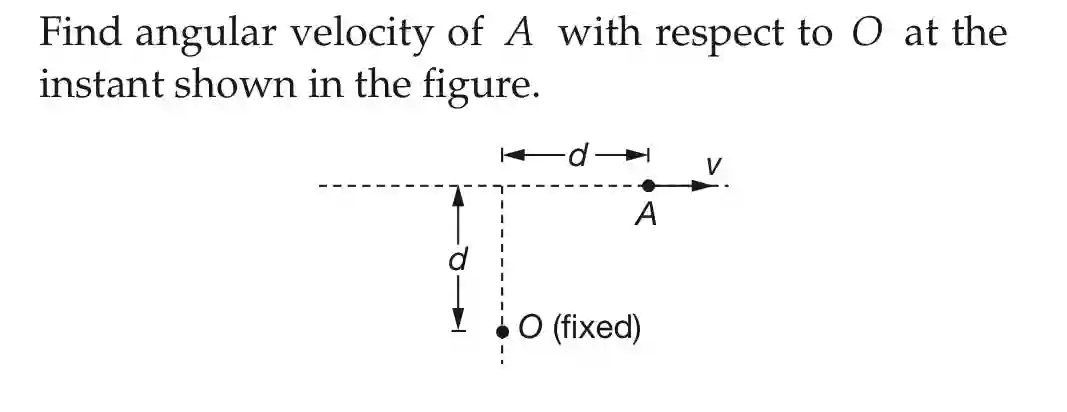 Find angular velocity of A with respect to O at the
instant shown in the figure.
d
v
A
d
O (fixed)